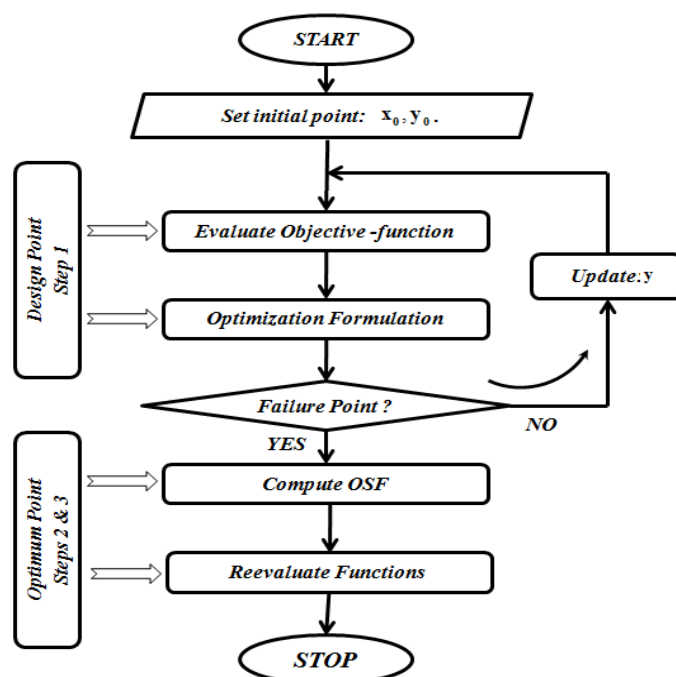 START
Set initial point: x₀, y₀.
Design Point
Step 1
Evaluate Objective -function
Update: y
Optimization Formulation
Failure Point ?
NO
YES
Optimum Point
Steps 2 & 3
Compute OSF
Reevaluate Functions
STOP